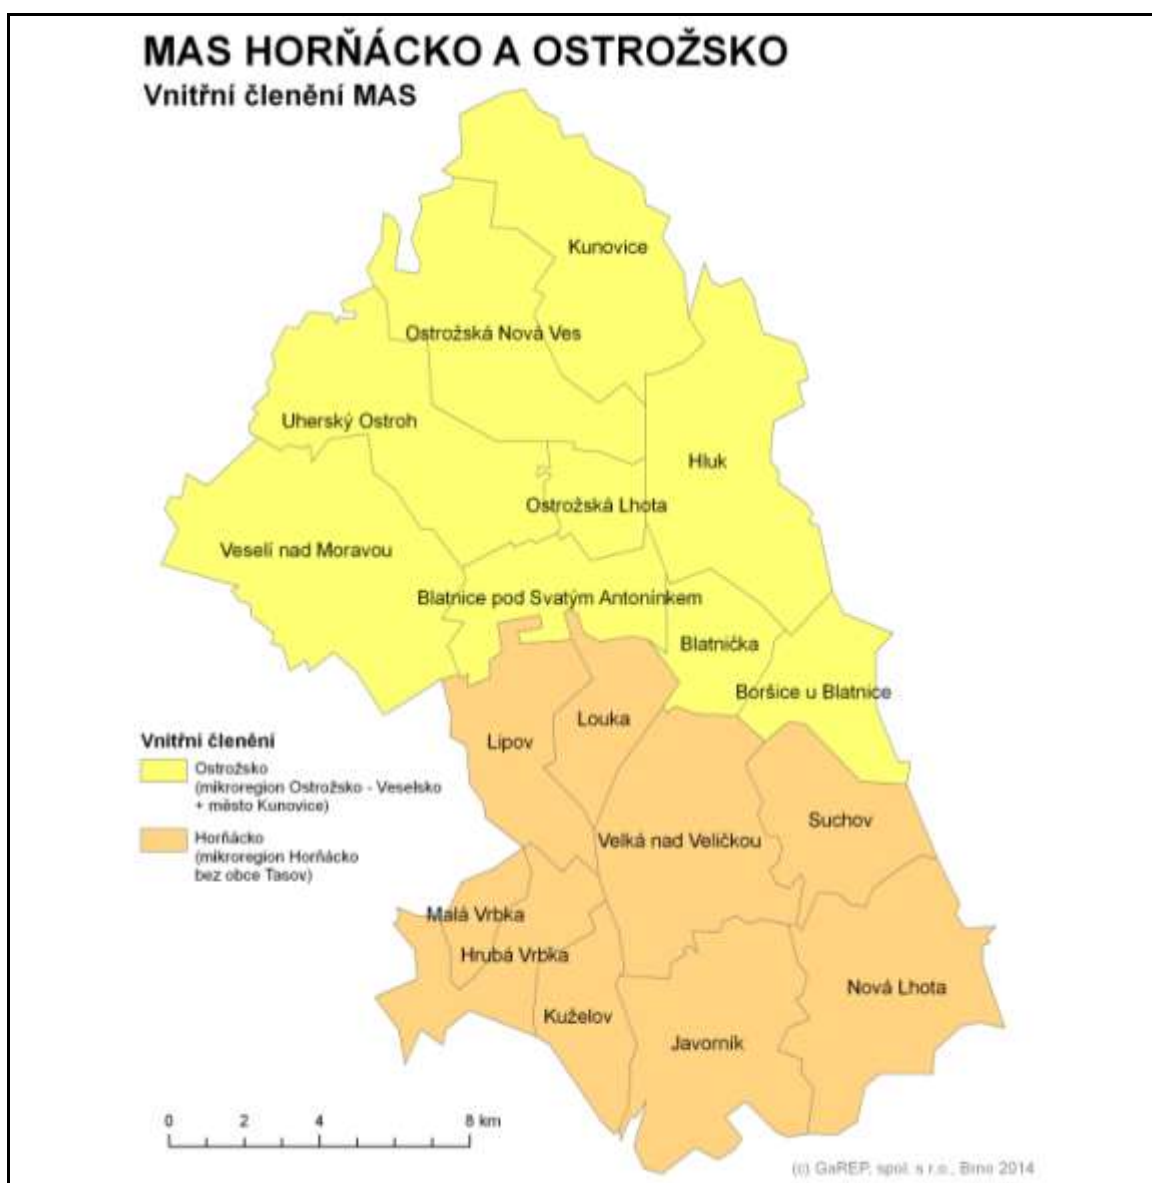 MAS HORŇÁCKO A OSTROŽSKO
Vnitřní členění MAS
Kunovice
Ostrožská Nová Ves
Uherský Ostroh
Hluk
Ostrožská Lhota
Veselí nad Moravou
Blatnice pod Svatým Antonínkem
Blatnička
Boršice u Blatnice
Louka
Lipov
Vnitřní členění
Ostrožsko
(mikroregion Ostrožsko - Veselsko
+ město Kunovice)
Horňácko
(mikroregion Horňácko
bez obce Tasov)
Suchov
Velká nad Veličkou
Malá Vrbka
Hrubá Vrbka
Nová Lhota
Kuželov
Javorník
0 2 4 8 km
(c) GaREP, spol. s r.o., Brno 2014